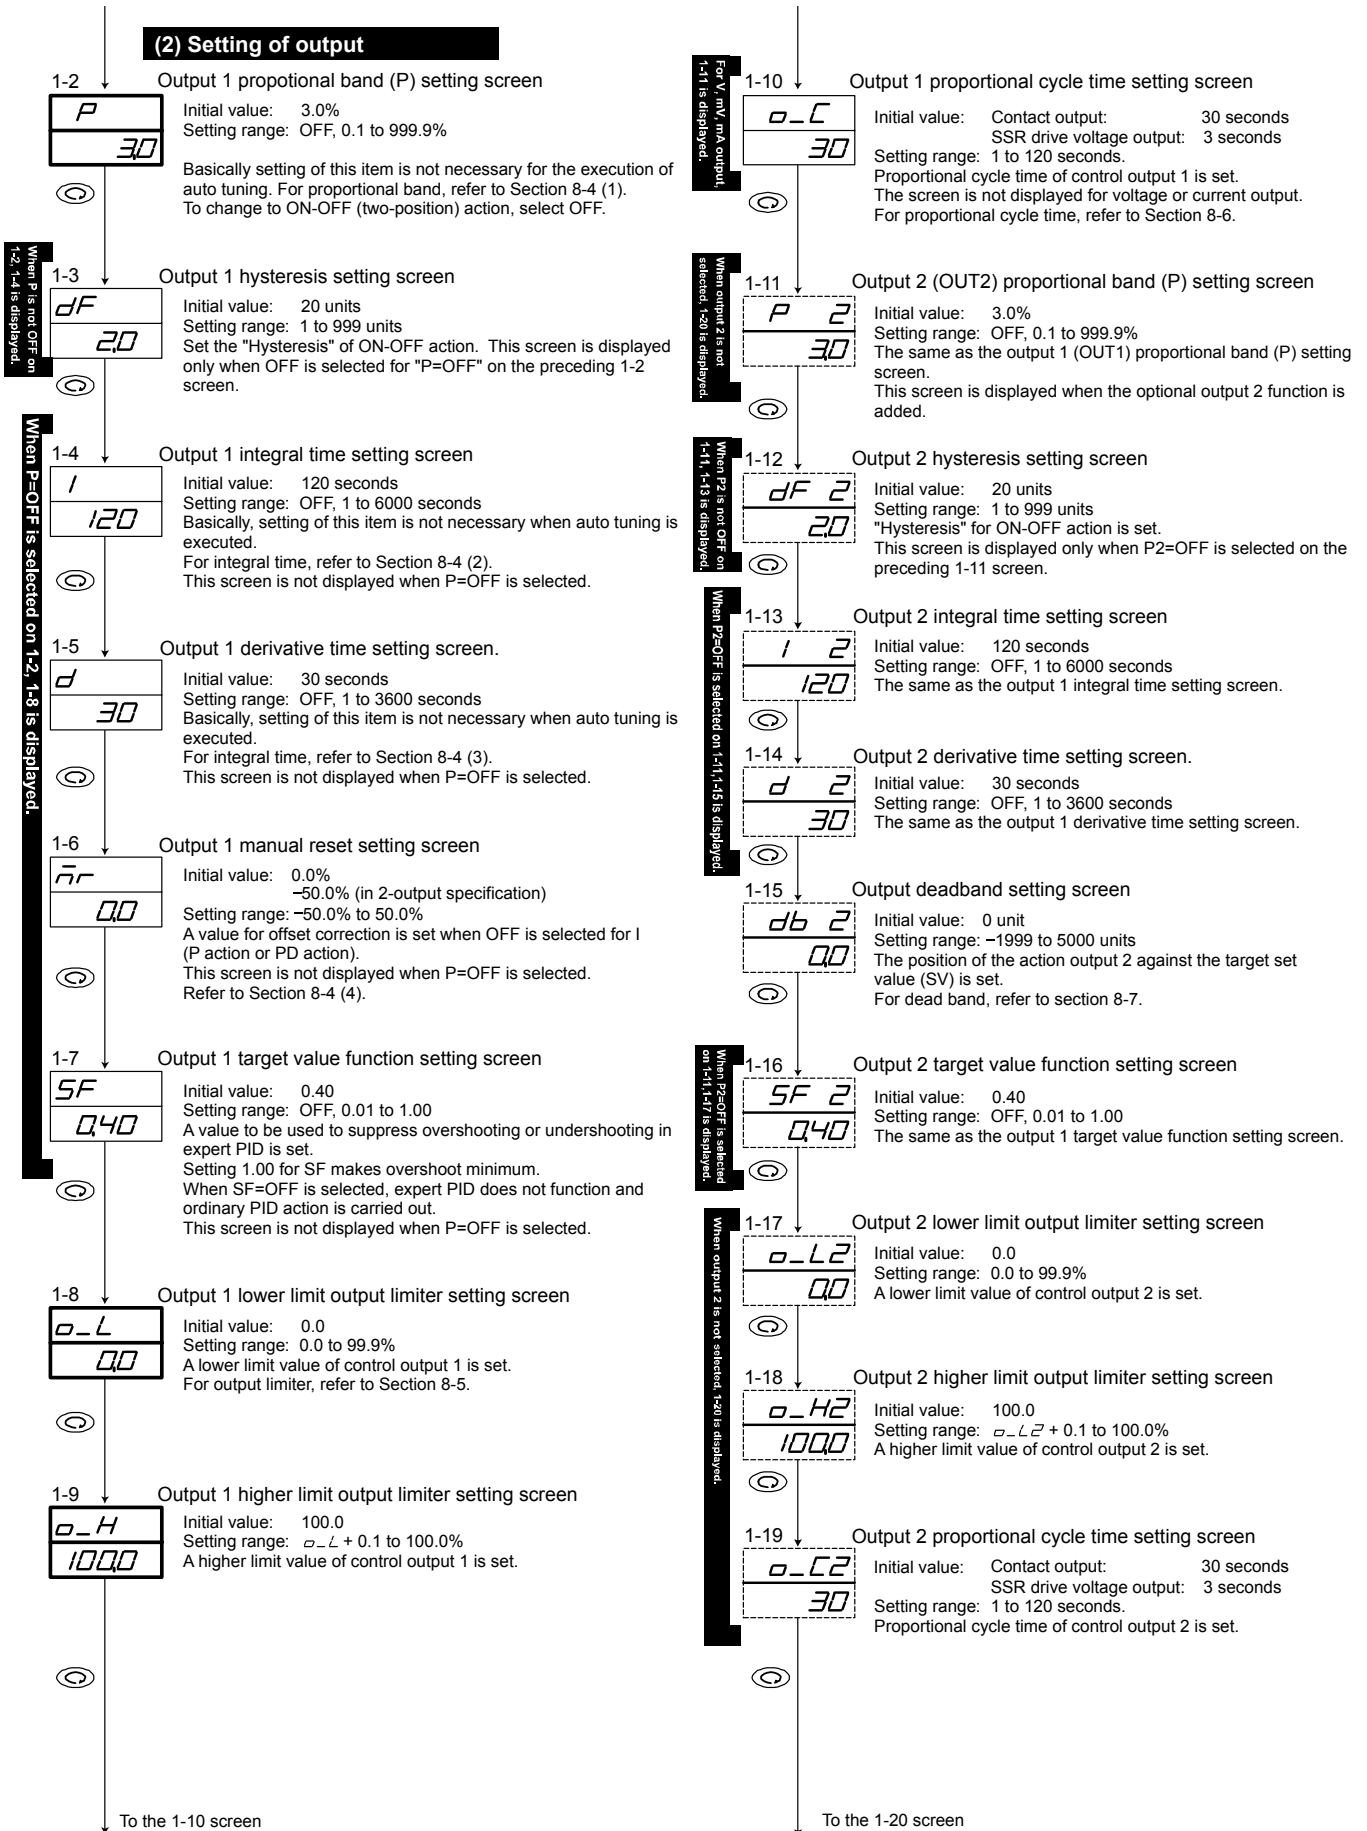 (2) Setting of output
1-2
Output 1 propotional band (P) setting screen
P
3.0
Initial value: 3.0%
Setting range: OFF, 0.1 to 999.9%
Basically setting of this item is not necessary for the execution of
auto tuning. For proportional band, refer to Section 8-4 (1).
To change to ON-OFF (two-position) action, select OFF.
When P is not OFF on
1-2, 1-4 is displayed.
1-3
Output 1 hysteresis setting screen
dF
2.0
Initial value: 20 units
Setting range: 1 to 999 units
Set the "Hysteresis" of ON-OFF action. This screen is displayed
only when OFF is selected for "P=OFF" on the preceding 1-2
screen.
When P=OFF is selected on 1-2, 1-8 is displayed.
1-4
Output 1 integral time setting screen
I
120
Initial value: 120 seconds
Setting range: OFF, 1 to 6000 seconds
Basically, setting of this item is not necessary when auto tuning is
executed.
For integral time, refer to Section 8-4 (2).
This screen is not displayed when P=OFF is selected.
1-5
Output 1 derivative time setting screen.
d
30
Initial value: 30 seconds
Setting range: OFF, 1 to 3600 seconds
Basically, setting of this item is not necessary when auto tuning is
executed.
For integral time, refer to Section 8-4 (3).
This screen is not displayed when P=OFF is selected.
1-6
Output 1 manual reset setting screen
0.0
Initial value: 0.0%
−50.0% (in 2-output specification)
Setting range: −50.0% to 50.0%
A value for offset correction is set when OFF is selected for I
(P action or PD action).
This screen is not displayed when P=OFF is selected.
Refer to Section 8-4 (4).
1-7
Output 1 target value function setting screen
SF
0.40
Initial value: 0.40
Setting range: OFF, 0.01 to 1.00
A value to be used to suppress overshooting or undershooting in
expert PID is set.
Setting 1.00 for SF makes overshoot minimum.
When SF=OFF is selected, expert PID does not function and
ordinary PID action is carried out.
This screen is not displayed when P=OFF is selected.
1-8
Output 1 lower limit output limiter setting screen
o_L
0.0
Initial value: 0.0
Setting range: 0.0 to 99.9%
A lower limit value of control output 1 is set.
For output limiter, refer to Section 8-5.
1-9
Output 1 higher limit output limiter setting screen
o_H
100.0
Initial value: 100.0
Setting range: o_L + 0.1 to 100.0%
A higher limit value of control output 1 is set.
To the 1-10 screen
For V, mV, mA output,
1-11 is displayed.
1-10
Output 1 proportional cycle time setting screen
o_C
30
Initial value: Contact output: 30 seconds
SSR drive voltage output: 3 seconds
Setting range: 1 to 120 seconds.
Proportional cycle time of control output 1 is set.
The screen is not displayed for voltage or current output.
For proportional cycle time, refer to Section 8-6.
When output 2 is not
selected, 1-20 is displayed.
1-11
Output 2 (OUT2) proportional band (P) setting screen
P 2
3.0
Initial value: 3.0%
Setting range: OFF, 0.1 to 999.9%
The same as the output 1 (OUT1) proportional band (P) setting
screen.
This screen is displayed when the optional output 2 function is
added.
When P2 is not OFF on
1-11, 1-13 is displayed.
1-12
Output 2 hysteresis setting screen
dF 2
2.0
Initial value: 20 units
Setting range: 1 to 999 units
"Hysteresis" for ON-OFF action is set.
This screen is displayed only when P2=OFF is selected on the
preceding 1-11 screen.
When P2=OFF is selected on 1-11,1-15 is displayed.
1-13
Output 2 integral time setting screen
I 2
120
Initial value: 120 seconds
Setting range: OFF, 1 to 6000 seconds
The same as the output 1 integral time setting screen.
1-14
Output 2 derivative time setting screen.
d 2
30
Initial value: 30 seconds
Setting range: OFF, 1 to 3600 seconds
The same as the output 1 derivative time setting screen.
1-15
Output deadband setting screen
db 2
0.0
Initial value: 0 unit
Setting range: −1999 to 5000 units
The position of the action output 2 against the target set
value (SV) is set.
For dead band, refer to section 8-7.
When P2=OFF is selected
on 1-11,1-17 is displayed.
1-16
Output 2 target value function setting screen
SF 2
0.40
Initial value: 0.40
Setting range: OFF, 0.01 to 1.00
The same as the output 1 target value function setting screen.
When output 2 is not selected, 1-20 is displayed.
1-17
Output 2 lower limit output limiter setting screen
o_L2
0.0
Initial value: 0.0
Setting range: 0.0 to 99.9%
A lower limit value of control output 2 is set.
1-18
Output 2 higher limit output limiter setting screen
o_H2
100.0
Initial value: 100.0
Setting range: o_L2 + 0.1 to 100.0%
A higher limit value of control output 2 is set.
1-19
Output 2 proportional cycle time setting screen
o_C2
30
Initial value: Contact output: 30 seconds
SSR drive voltage output: 3 seconds
Setting range: 1 to 120 seconds.
Proportional cycle time of control output 2 is set.
To the 1-20 screen